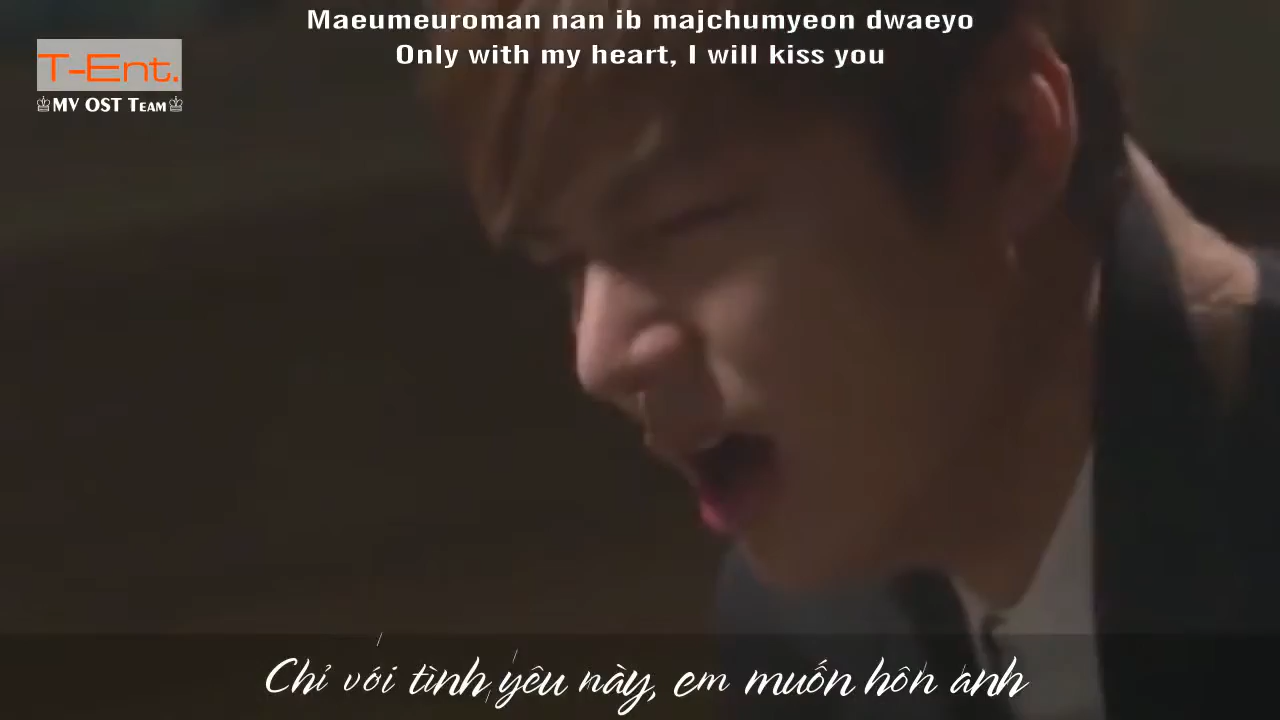 Maeumeuroman nan ib majchumyeon dwaeyo
Only with my heart, I will kiss you
T-Ent.
♔MV OST TEAM♔
Chỉ với tình yêu này, em muốn hôn anh